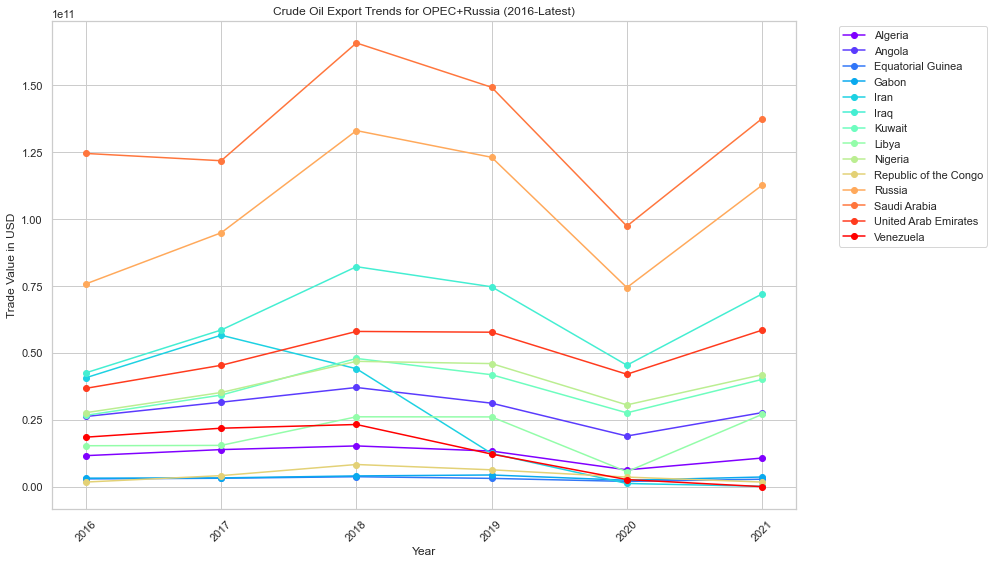 Crude Oil Export Trends for OPEC+Russia (2016-Latest)
1e11
1.50
1.25
1.00
0.75
0.50
0.25
0.00
Trade Value in USD
2016
2017
2018
2019
2020
2021
Year
Algeria
Angola
Equatorial Guinea
Gabon
Iran
Iraq
Kuwait
Libya
Nigeria
Republic of the Congo
Russia
Saudi Arabia
United Arab Emirates
Venezuela